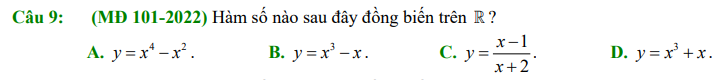 Câu 9: (MĐ 101-2022) Hàm số nào sau đây đồng biến trên ℝ ?
A. y = x⁴ − x². B. y = x³ − x. C. y = (x−1)/(x+2). D. y = x³ + x.